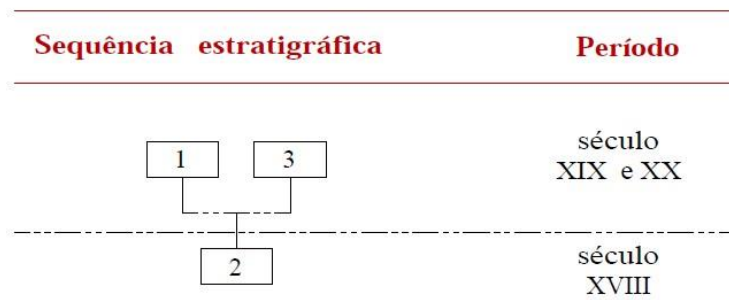 Sequência estratigráfica Período
1 3 século
XIX e XX
2 século
XVIII